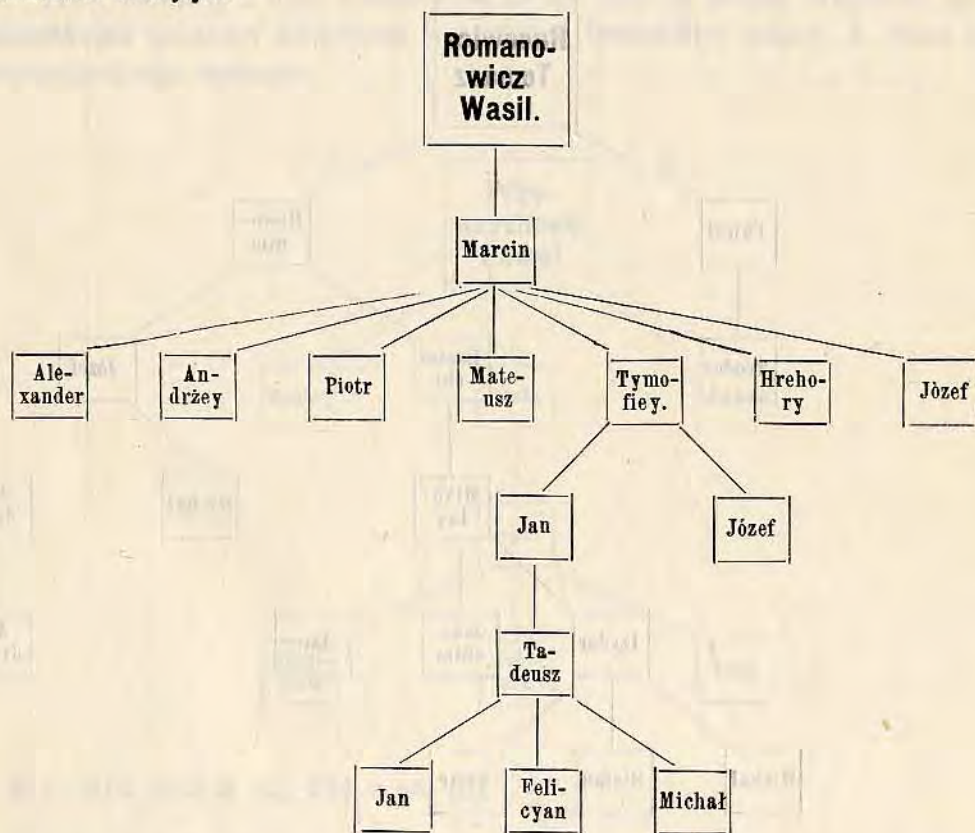 Romano-
wicz
Wasil.
Marcin
Ale-
xander
An-
drżey
Piotr
Mate-
usz
Tymo-
fiey.
Hreho-
ry
Jòzef
Jan
Józef
Ta-
deusz
Jan
Feli-
cyan
Michał